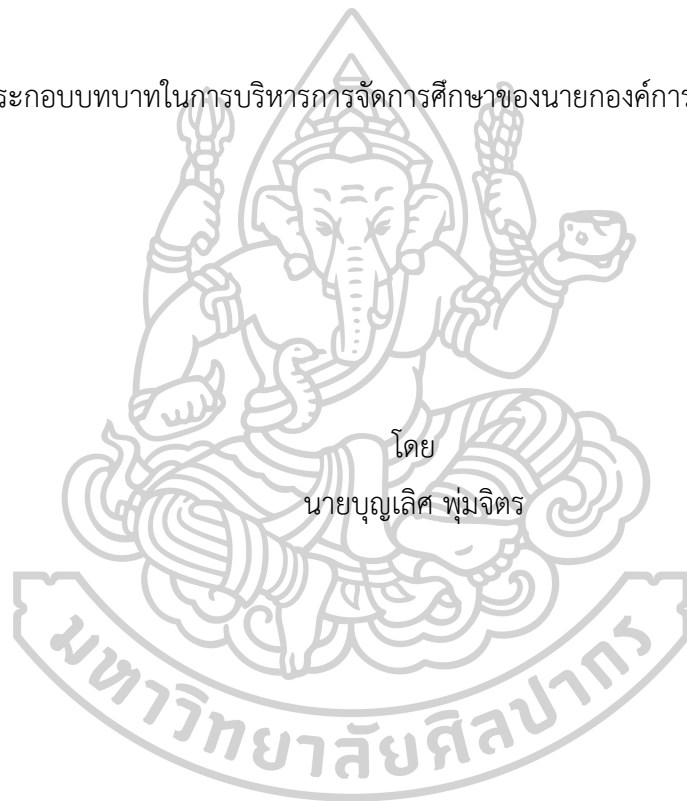 ระกอบบทบาทในการบริหารการจัดการศึกษาของนายกองค์การ
โดย
นายบุญเลิศ พุ่มจิตร
มหาวิทยาลัยศิลปากร